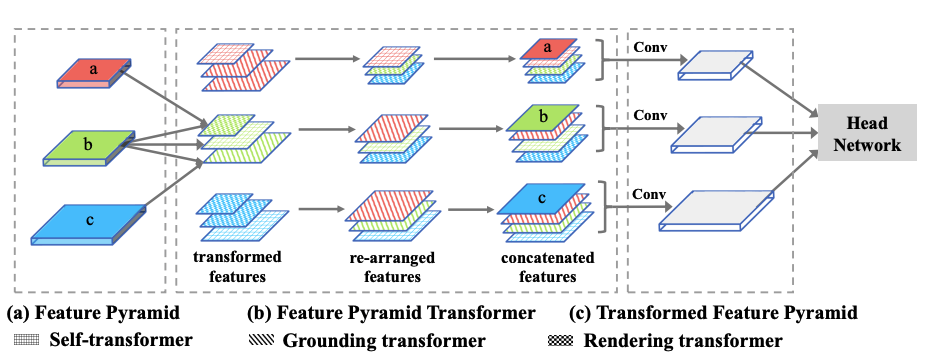 a
b
c
a
b
c
Conv
Conv
Conv
Head
Network
transformed
features
re-arranged
features
concatenated
features
(a) Feature Pyramid
(b) Feature Pyramid Transformer
(c) Transformed Feature Pyramid
Self-transformer
Grounding transformer
Rendering transformer